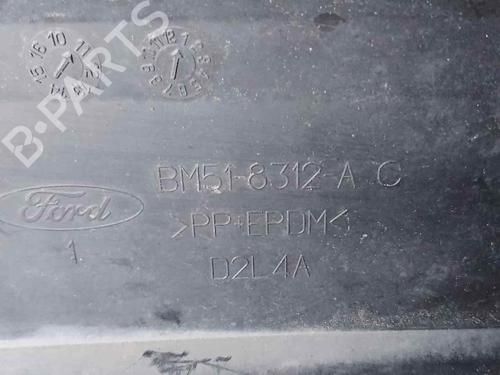 B-PARTS
BM51-8312-A C
Ford
>PP+EPDM<
1
D2L4A